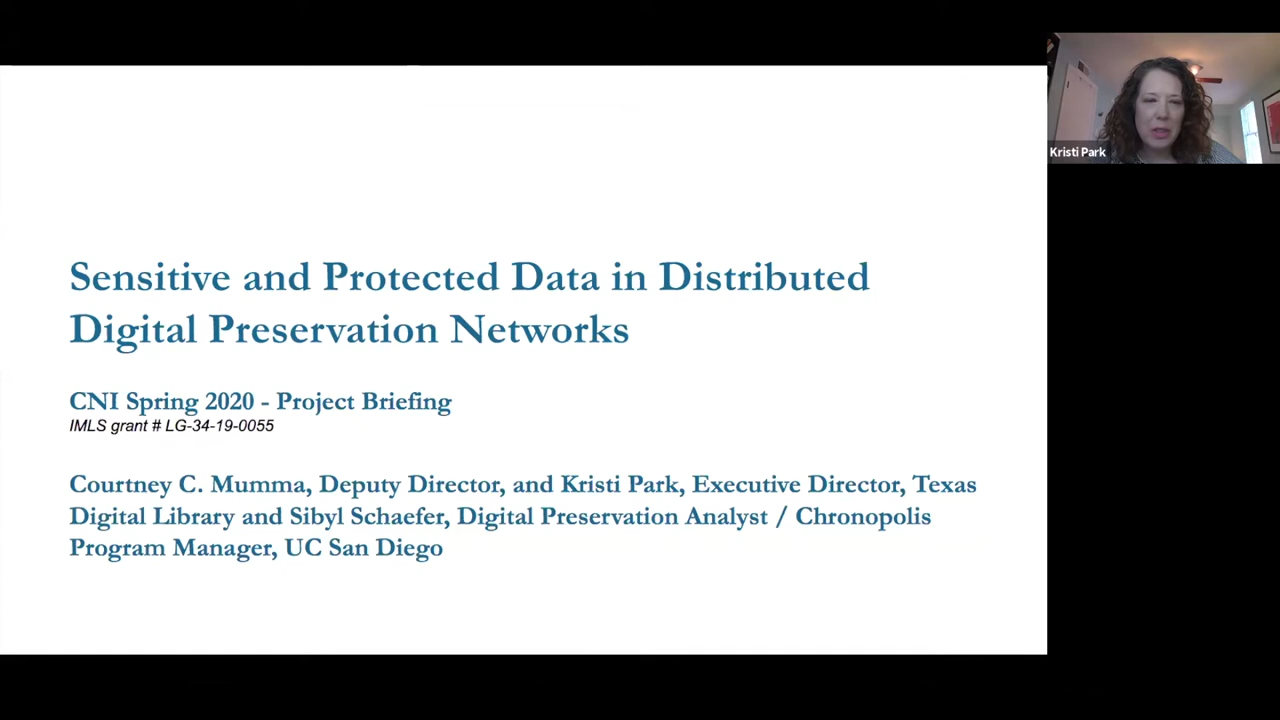 Sensitive and Protected Data in Distributed
Digital Preservation Networks
CNI Spring 2020 - Project Briefing
IMLS grant # LG-34-19-0055
Courtney C. Mumma, Deputy Director, and Kristi Park, Executive Director, Texas
Digital Library and Sibyl Schaefer, Digital Preservation Analyst / Chronopolis
Program Manager, UC San Diego
Kristi Park